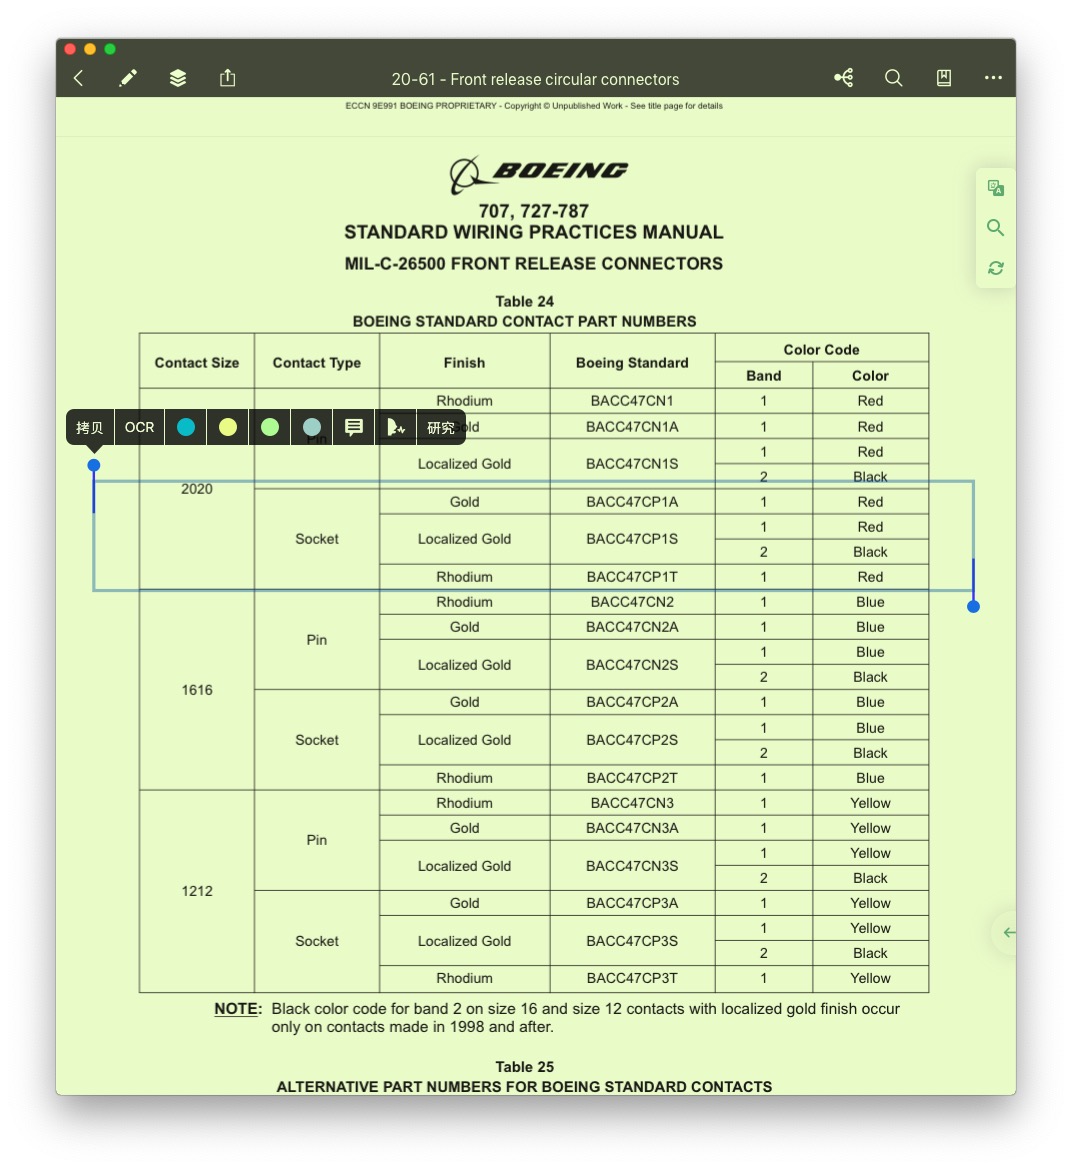 20-61 - Front release circular connectors
ECCN 9E991 BOEING PROPRIETARY - Copyright © Unpublished Work - See title page for details
BOEING
707, 727-787
STANDARD WIRING PRACTICES MANUAL
MIL-C-26500 FRONT RELEASE CONNECTORS
Table 24
BOEING STANDARD CONTACT PART NUMBERS
Contact Size Contact Type Finish Boeing Standard Color Code
Band Color
Rhodium BACC47CN1 1 Red
拷贝 OCR 研究
Pin Gold BACC47CN1A 1 Red
Localized Gold BACC47CN1S 1 Red
2 Black
2020
Socket Gold BACC47CP1A 1 Red
Localized Gold BACC47CP1S 1 Red
2 Black
Rhodium BACC47CP1T 1 Red
1616 Pin Rhodium BACC47CN2 1 Blue
Gold BACC47CN2A 1 Blue
Localized Gold BACC47CN2S 1 Blue
2 Black
Socket Gold BACC47CP2A 1 Blue
Localized Gold BACC47CP2S 1 Blue
2 Black
Rhodium BACC47CP2T 1 Blue
1212 Pin Rhodium BACC47CN3 1 Yellow
Gold BACC47CN3A 1 Yellow
Localized Gold BACC47CN3S 1 Yellow
2 Black
Socket Gold BACC47CP3A 1 Yellow
Localized Gold BACC47CP3S 1 Yellow
2 Black
Rhodium BACC47CP3T 1 Yellow
NOTE: Black color code for band 2 on size 16 and size 12 contacts with localized gold finish occur
only on contacts made in 1998 and after.
Table 25
ALTERNATIVE PART NUMBERS FOR BOEING STANDARD CONTACTS